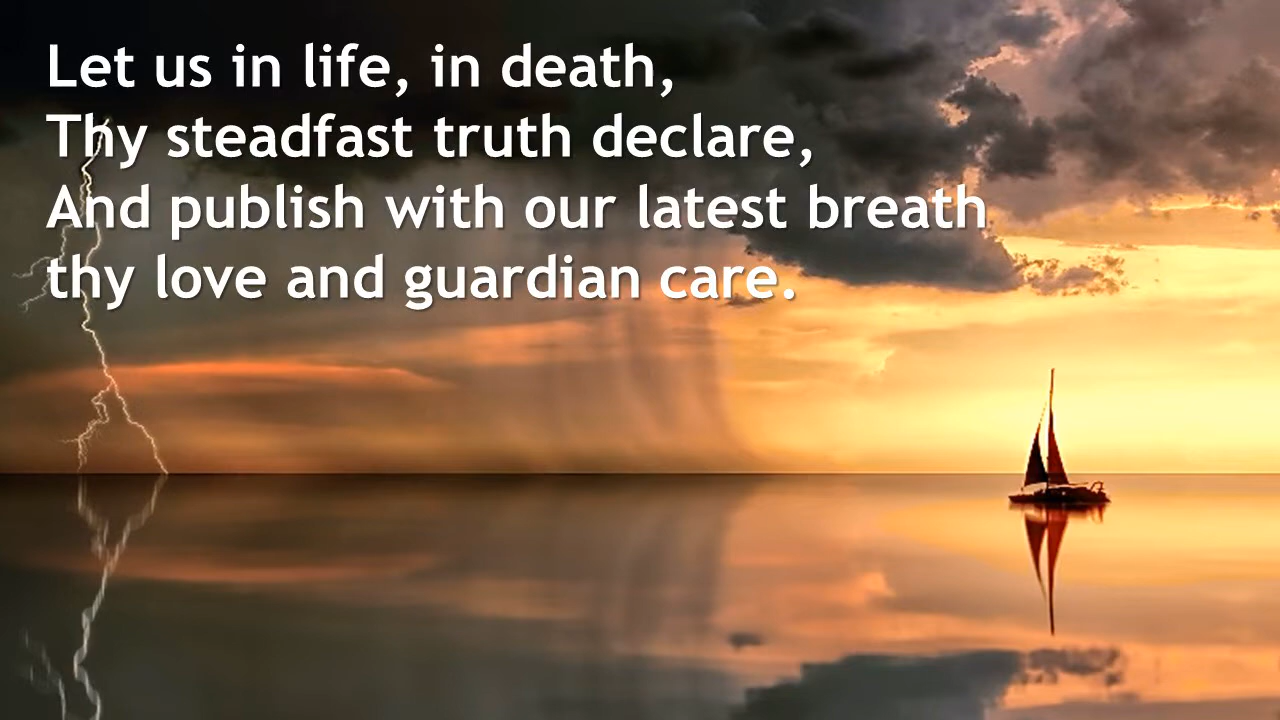 Let us in life, in death,
Thy steadfast truth declare,
And publish with our latest breath
thy love and guardian care.